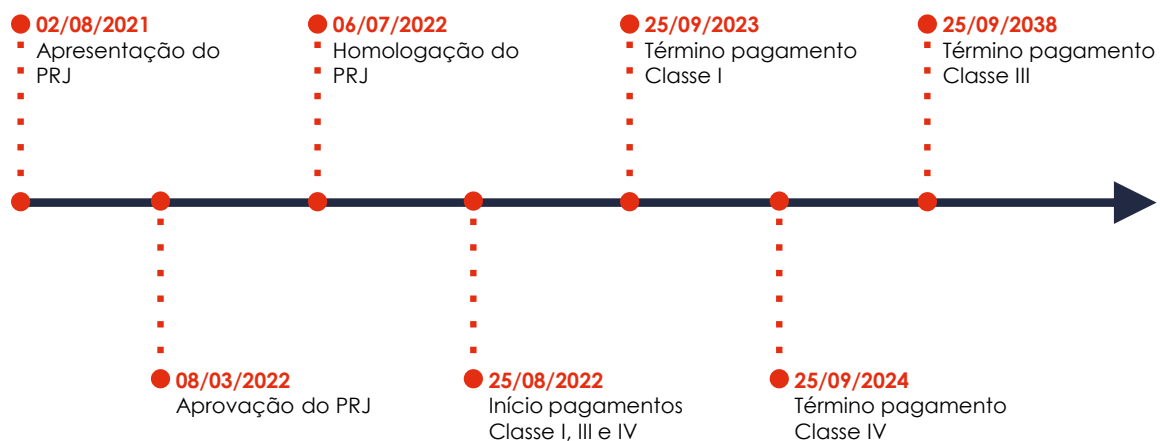 02/08/2021
Apresentação do
PRJ
06/07/2022
Homologação do
PRJ
25/09/2023
Término pagamento
Classe I
25/09/2038
Término pagamento
Classe III
08/03/2022
Aprovação do PRJ
25/08/2022
Início pagamentos
Classe I, III e IV
25/09/2024
Término pagamento
Classe IV